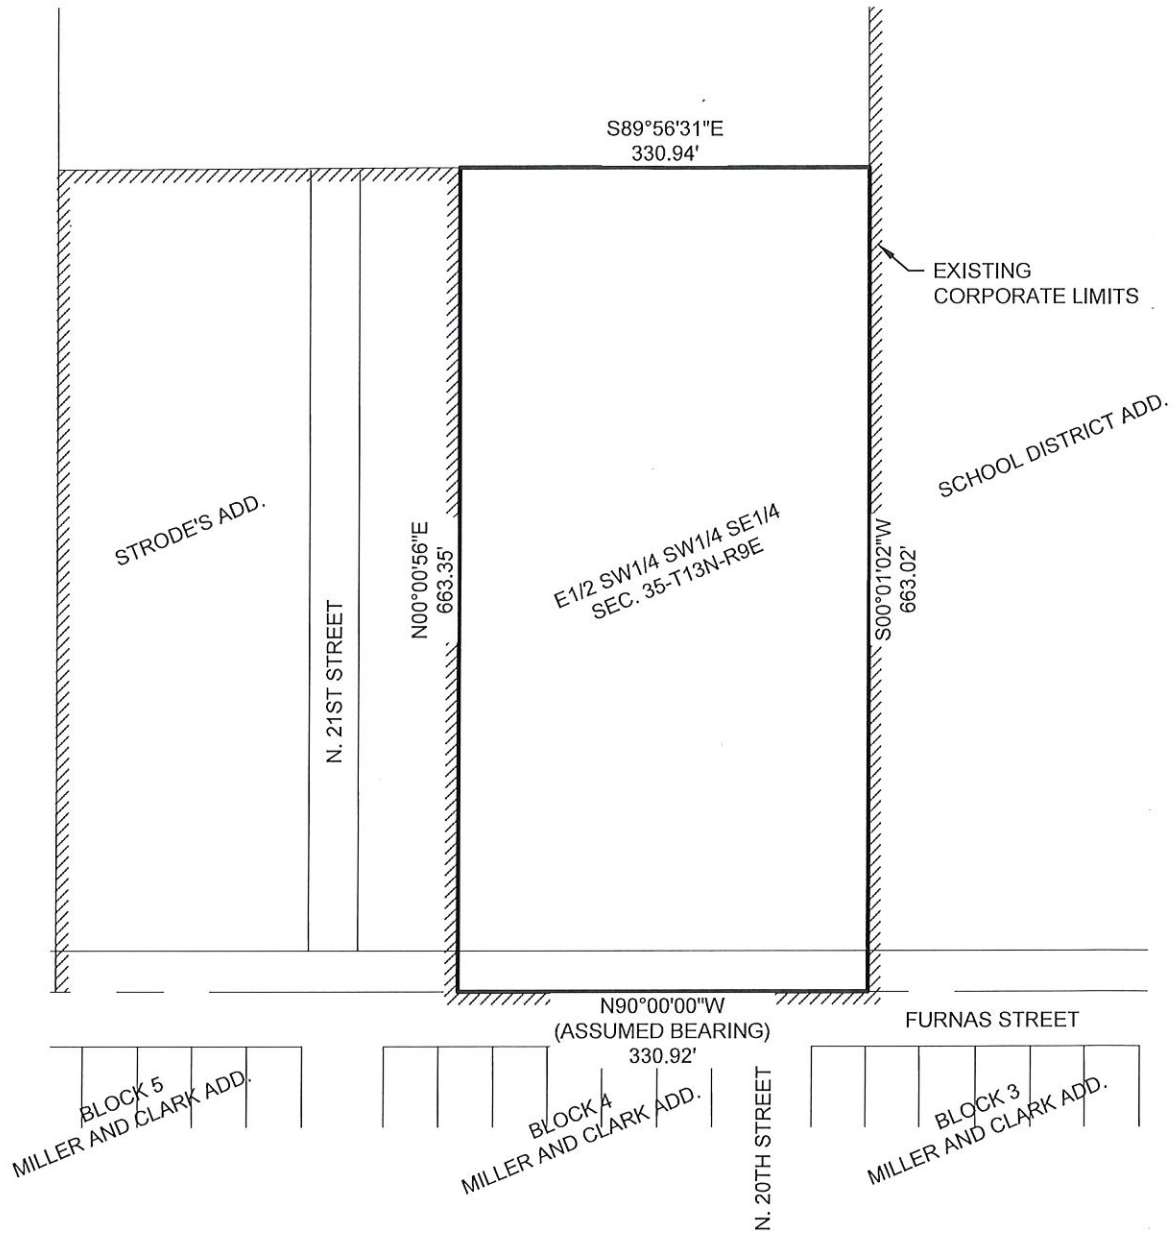 S89°56'31"E
330.94'
EXISTING
CORPORATE LIMITS
SCHOOL DISTRICT ADD.
STRODE'S ADD.
N. 21ST STREET
N00°00'56"E
663.35'
E1/2 SW1/4 SW1/4 SE1/4
SEC. 35-T13N-R9E
S00°01'02"W
663.02'
N90°00'00"W
(ASSUMED BEARING)
330.92'
FURNAS STREET
BLOCK 5
MILLER AND CLARK ADD.
BLOCK 4
MILLER AND CLARK ADD.
N. 20TH STREET
BLOCK 3
MILLER AND CLARK ADD.